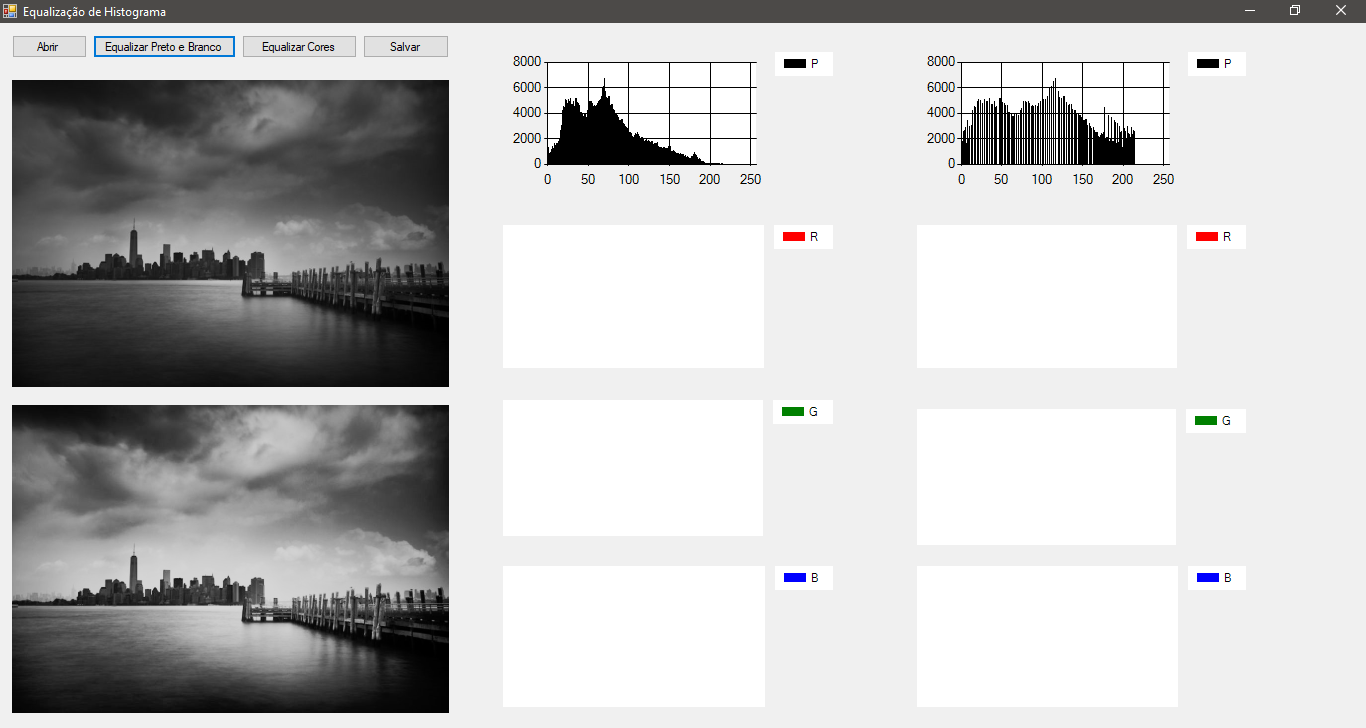 Equalização de Histograma
Abrir Equalizar Preto e Branco Equalizar Cores Salvar
8000
6000
4000
2000
0
0 50 100 150 200 250
P
8000
6000
4000
2000
0
0 50 100 150 200 250
P
R
R
G
G
B
B